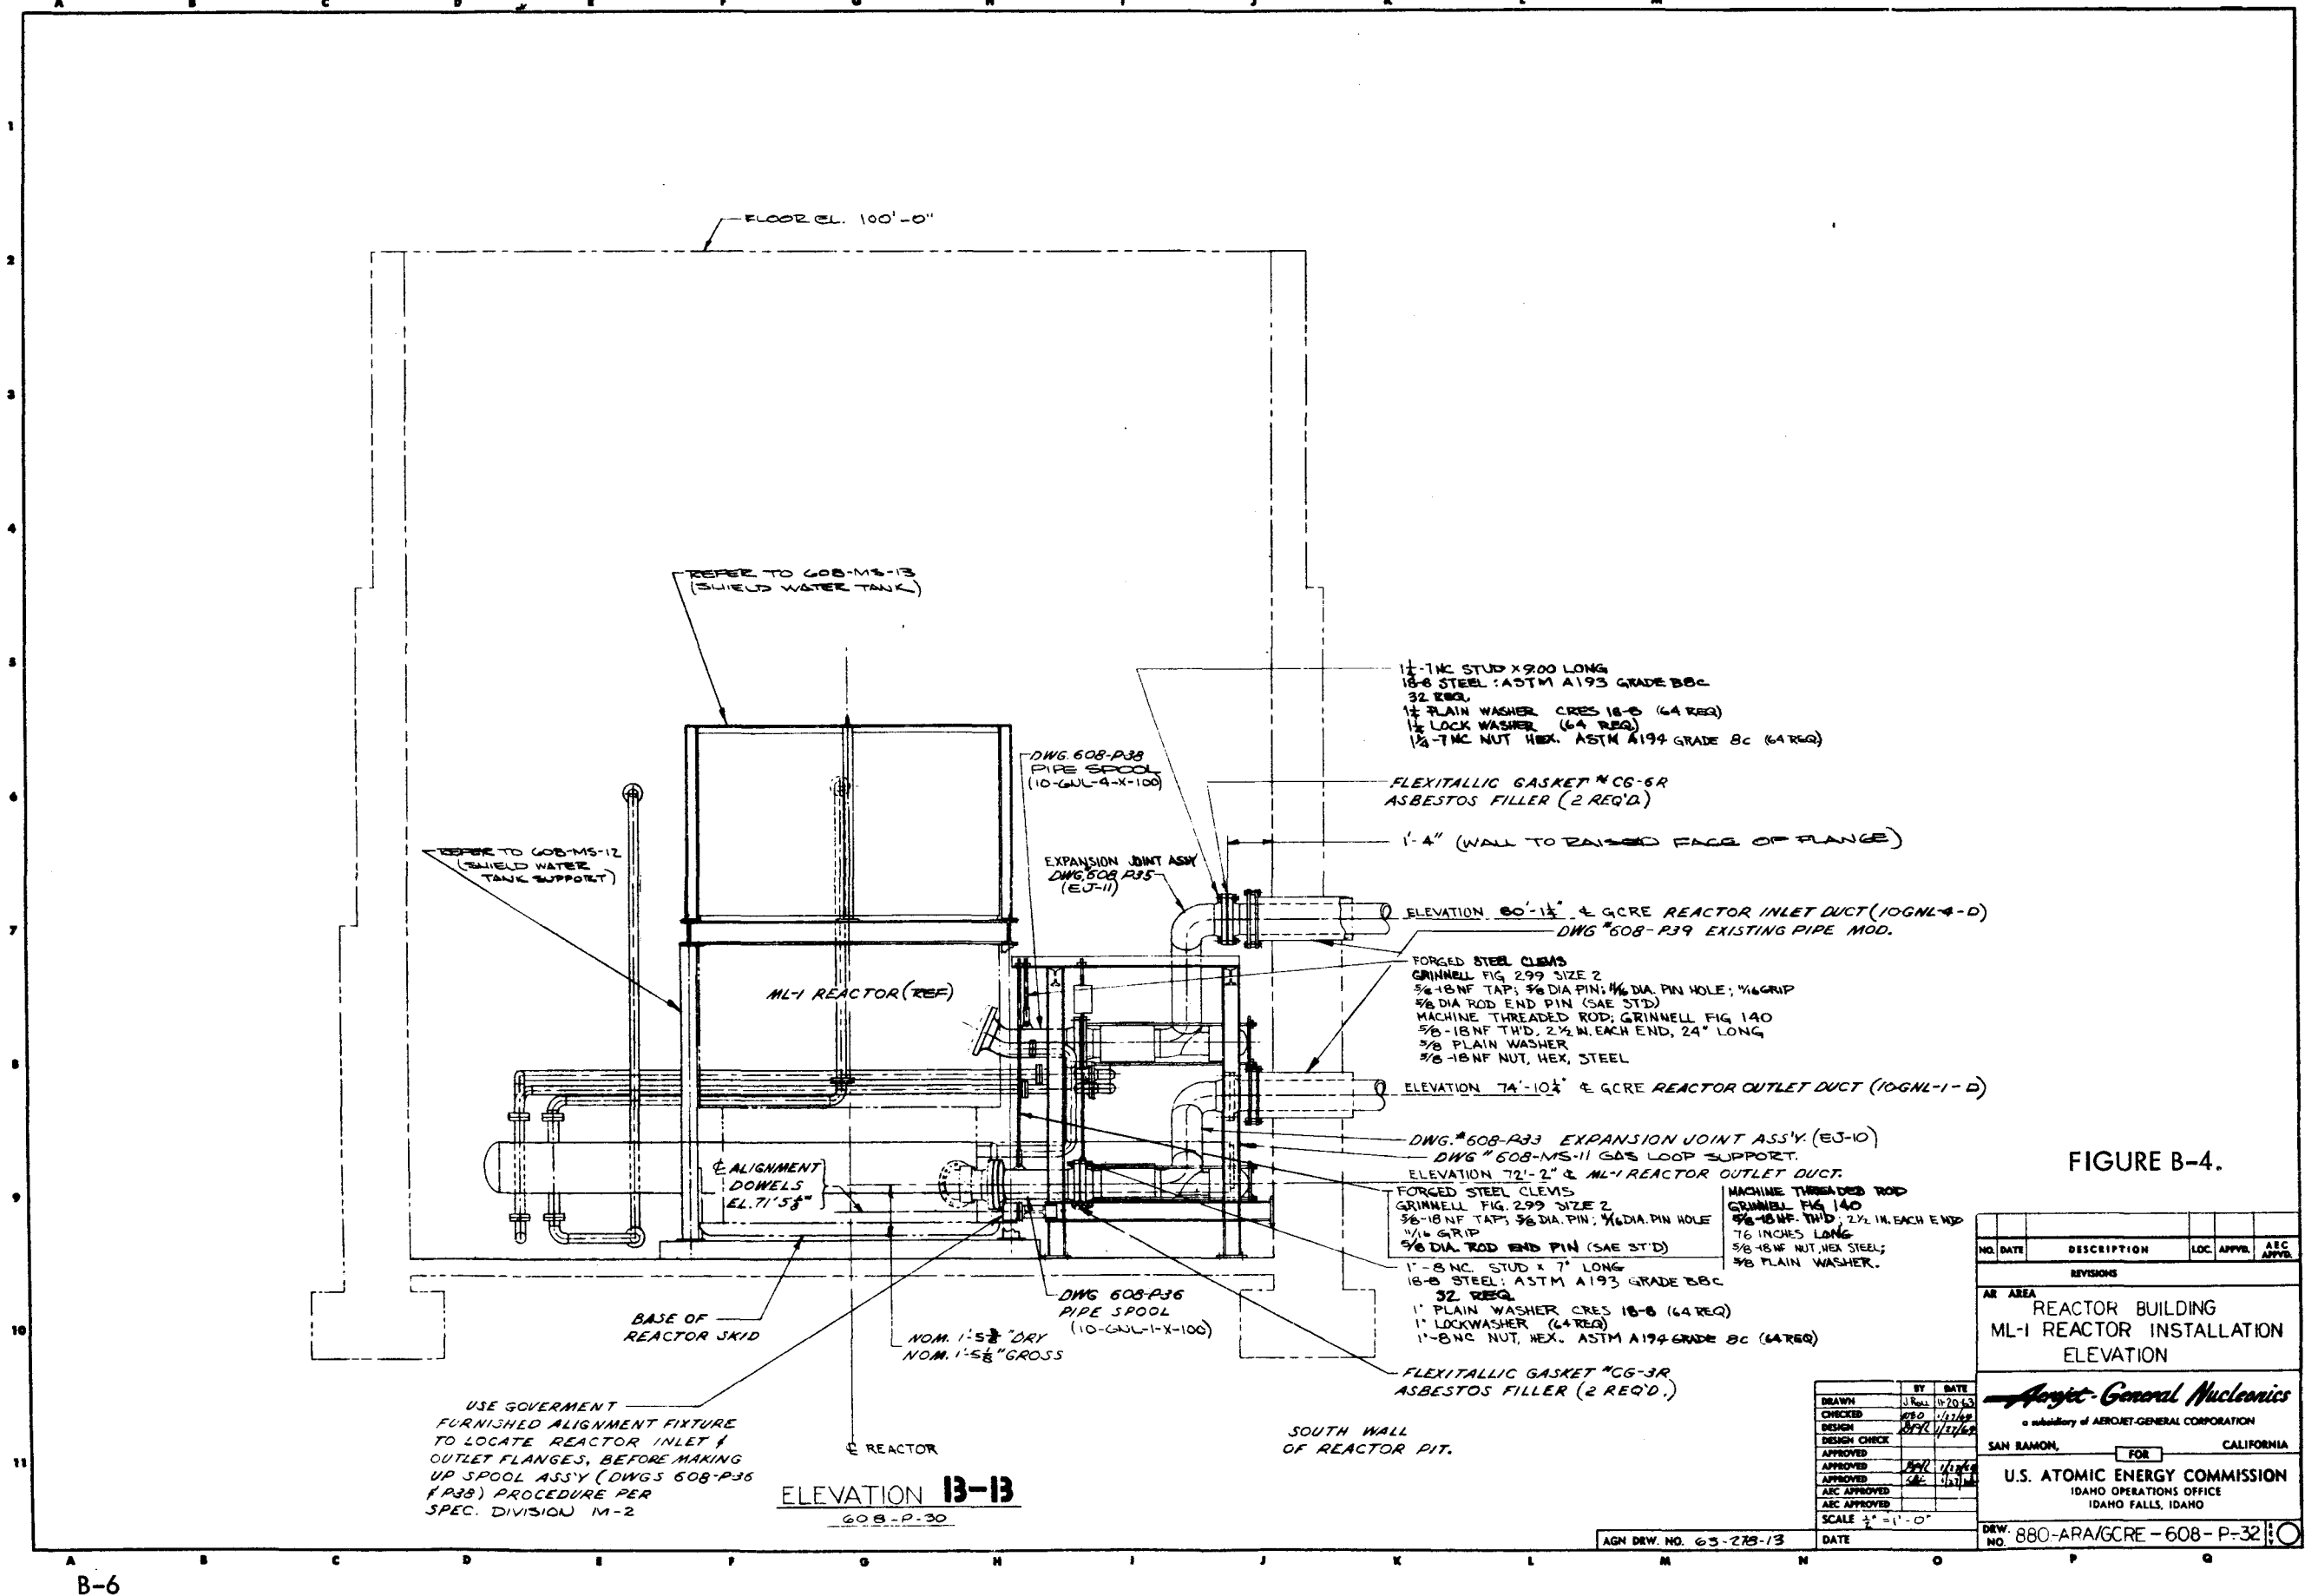 A B C D E F G H I J K L M
1
2
3
4
5
6
7
8
9
10
11
FLOOR EL. 100'-0"
REFER TO 608-MS-13
(SHIELD WATER TANK)
1¼-7NC STUD X 9.00 LONG
18-8 STEEL : ASTM A193 GRADE B8C
32 REQ.
1¼ PLAIN WASHER CRES 18-8 (64 REQ)
1¼ LOCK WASHER (64 REQ)
1¼-7NC NUT HEX. ASTM A194 GRADE 8C (64 REQ)
DWG. 608-P38
PIPE SPOOL
(10-GNL-4-X-100)
FLEXITALLIC GASKET #CG-6R
ASBESTOS FILLER (2 REQ'D.)
1'-4" (WALL TO RAISED FACE OF FLANGE)
REFER TO 608-MS-12
(SHIELD WATER
TANK SUPPORT)
EXPANSION JOINT ASSY
DWG. 608 P35
(EJ-11)
ELEVATION 80'-1¼" ℄ GCRE REACTOR INLET DUCT (10GNL-4-D)
DWG #608-P39 EXISTING PIPE MOD.
ML-1 REACTOR (REF)
FORGED STEEL CLEVIS
GRINNELL FIG 299 SIZE 2
5/8-18NF TAP; 5/8 DIA PIN; 11/16 DIA. PIN HOLE; 11/16 GRIP
5/8 DIA ROD END PIN (SAE STD)
MACHINE THREADED ROD; GRINNELL FIG 140
5/8-18NF TH'D, 2½ IN. EACH END, 24" LONG
5/8 PLAIN WASHER
5/8-18NF NUT, HEX, STEEL
ELEVATION 74'-10¼" ℄ GCRE REACTOR OUTLET DUCT (10GNL-1-D)
DWG. #608-P33 EXPANSION JOINT ASS'Y. (EJ-10)
DWG #608-MS-11 GAS LOOP SUPPORT.
ELEVATION 72'-2" ℄ ML-1 REACTOR OUTLET DUCT.
℄ ALIGNMENT
DOWELS
EL. 71'5⅛"
FORGED STEEL CLEVIS
GRINNELL FIG. 299 SIZE 2
5/8-18 NF TAP; 5/8 DIA. PIN; 11/16 DIA. PIN HOLE
11/16 GRIP
5/8 DIA. ROD END PIN (SAE ST'D)
MACHINE THREADED ROD
GRINNELL FIG 140
5/8-18NF. TH'D; 2½ IN. EACH END
76 INCHES LONG
5/8-18NF NUT, HEX STEEL;
5/8 PLAIN WASHER.
1"-8NC. STUD X 7" LONG
18-8 STEEL; ASTM A193 GRADE B8C
32 REQ
1" PLAIN WASHER CRES 18-8 (64 REQ)
1" LOCKWASHER (64 REQ)
1"-8NC NUT, HEX. ASTM A194 GRADE 8C (64 REQ)
FLEXITALLIC GASKET #CG-3R
ASBESTOS FILLER (2 REQ'D.)
DWG 608-P36
PIPE SPOOL
(10-GNL-1-X-100)
BASE OF
REACTOR SKID
NOM. 1'-5⅜" DRY
NOM. 1'-5⅛" GROSS
USE GOVERMENT
FURNISHED ALIGNMENT FIXTURE
TO LOCATE REACTOR INLET &
OUTLET FLANGES, BEFORE MAKING
UP SPOOL ASS'Y (DWGS 608-P36
& P38) PROCEDURE PER
SPEC. DIVISION M-2
℄ REACTOR
SOUTH WALL
OF REACTOR PIT.
ELEVATION B-B
608-P-30
FIGURE B-4.
NO. DATE DESCRIPTION LOC. APPVD. AEC APPVD.
REVISIONS
AR AREA
REACTOR BUILDING
ML-1 REACTOR INSTALLATION
ELEVATION
Aerojet-General Nucleonics
a subsidiary of AEROJET-GENERAL CORPORATION
SAN RAMON, CALIFORNIA
FOR
U.S. ATOMIC ENERGY COMMISSION
IDAHO OPERATIONS OFFICE
IDAHO FALLS, IDAHO
DRW. NO. 880-ARA/GCRE-608-P-32
BY DATE
DRAWN 11-20-63
CHECKED
DESIGN
DESIGN CHECK
APPROVED
APPROVED
APPROVED
AEC APPROVED
AEC APPROVED
SCALE ½" = 1'-0"
DATE
AGN DRW. NO. 63-278-13
A B C D E F G H I J K L M N O P Q
B-6